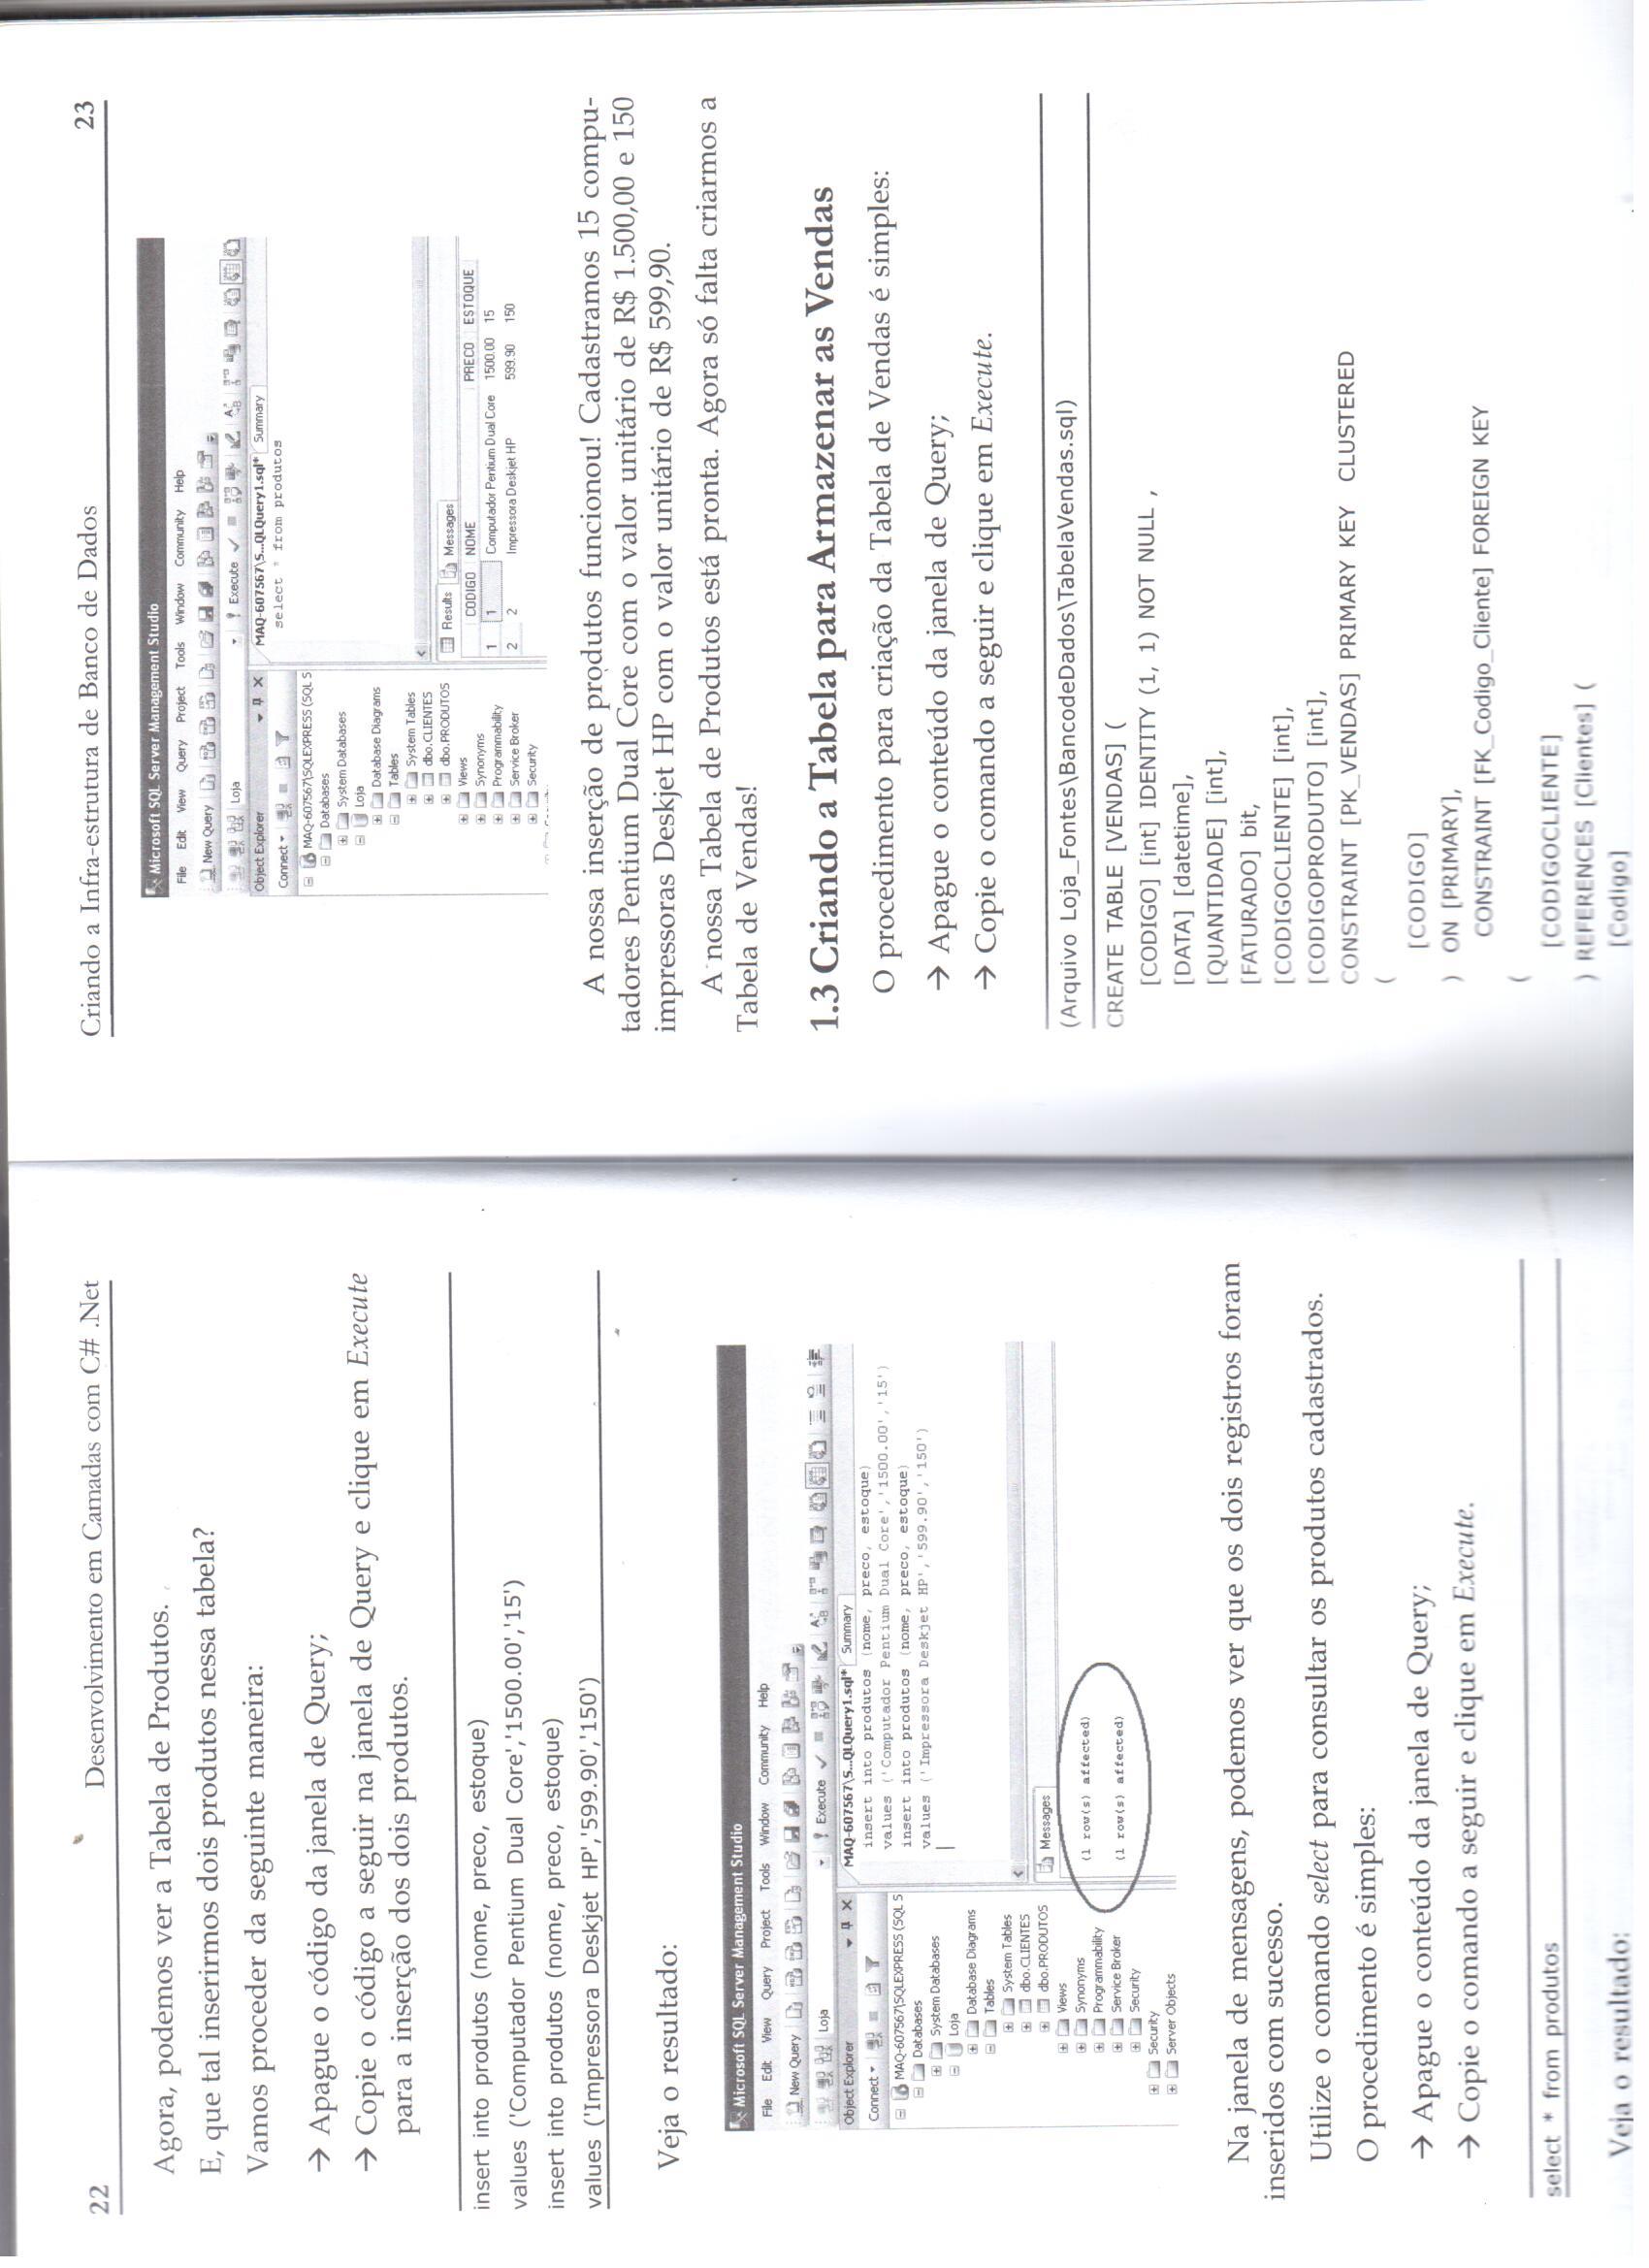 22
Desenvolvimento em Camadas com C# .Net
Agora, podemos ver a Tabela de Produtos.
E, que tal inserirmos dois produtos nessa tabela?
Vamos proceder da seguinte maneira:
→ Apague o código da janela de Query;
→ Copie o código a seguir na janela de Query e clique em Execute
para a inserção dos dois produtos.
insert into produtos (nome, preco, estoque)
values ('Computador Pentium Dual Core','1500.00','15')
insert into produtos (nome, preco, estoque)
values ('Impressora Deskjet HP','599.90','150')
Veja o resultado:
Microsoft SQL Server Management Studio
File Edit View Query Project Tools Window Community Help
New Query
Loja
Execute
Object Explorer
MAQ-607567\S...QLQuery1.sql* Summary
Connect
insert into produtos (nome, preco, estoque)
values ('Computador Pentium Dual Core','1500.00','15')
insert into produtos (nome, preco, estoque)
values ('Impressora Deskjet HP','599.90','150')
MAQ-607567\SQLEXPRESS (SQL S
Databases
System Databases
Loja
Database Diagrams
Tables
System Tables
dbo.CLIENTES
dbo.PRODUTOS
Views
Synonyms
Programmability
Service Broker
Security
Security
Server Objects
Messages
(1 row(s) affected)
(1 row(s) affected)
Na janela de mensagens, podemos ver que os dois registros foram
inseridos com sucesso.
Utilize o comando select para consultar os produtos cadastrados.
O procedimento é simples:
→ Apague o conteúdo da janela de Query;
→ Copie o comando a seguir e clique em Execute.
select * from produtos
Veja o resultado:
Criando a Infra-estrutura de Banco de Dados
23
Microsoft SQL Server Management Studio
File Edit View Query Project Tools Window Community Help
New Query
Loja
Execute
Object Explorer
MAQ-607567\S...QLQuery1.sql* Summary
Connect
select * from produtos
MAQ-607567\SQLEXPRESS (SQL S
Databases
System Databases
Loja
Database Diagrams
Tables
System Tables
dbo.CLIENTES
dbo.PRODUTOS
Views
Synonyms
Programmability
Service Broker
Security
Results Messages
CODIGO NOME PRECO ESTOQUE
1 1 Computador Pentium Dual Core 1500.00 15
2 2 Impressora Deskjet HP 599.90 150
A nossa inserção de produtos funcionou! Cadastramos 15 compu-
tadores Pentium Dual Core com o valor unitário de R$ 1.500,00 e 150
impressoras Deskjet HP com o valor unitário de R$ 599,90.
A nossa Tabela de Produtos está pronta. Agora só falta criarmos a
Tabela de Vendas!
1.3 Criando a Tabela para Armazenar as Vendas
O procedimento para criação da Tabela de Vendas é simples:
→ Apague o conteúdo da janela de Query;
→ Copie o comando a seguir e clique em Execute.
(Arquivo Loja_Fontes\BancodeDados\TabelaVendas.sql)
CREATE TABLE [VENDAS] (
[CODIGO] [int] IDENTITY (1, 1) NOT NULL ,
[DATA] [datetime],
[QUANTIDADE] [int],
[FATURADO] bit,
[CODIGOCLIENTE] [int],
[CODIGOPRODUTO] [int],
CONSTRAINT [PK_VENDAS] PRIMARY KEY CLUSTERED
(
[CODIGO]
) ON [PRIMARY],
CONSTRAINT [FK_Codigo_Cliente] FOREIGN KEY
(
[CODIGOCLIENTE]
) REFERENCES [Clientes] (
[Codigo]